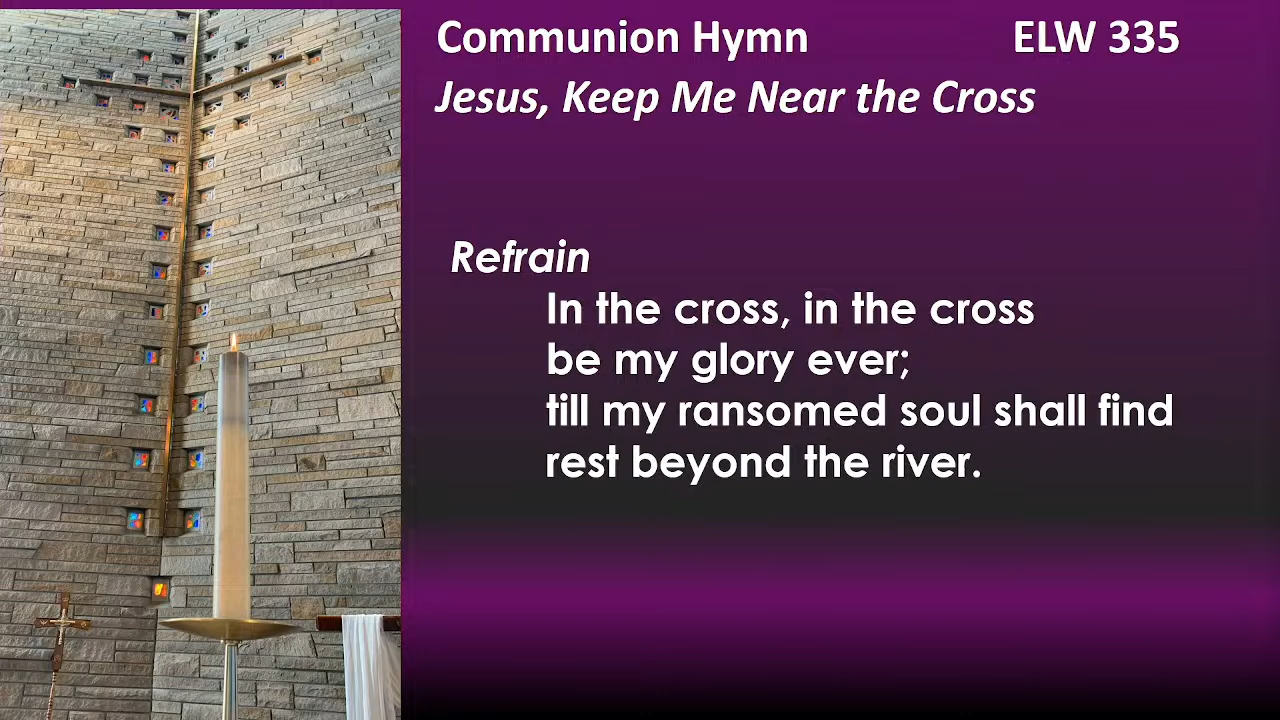 Communion Hymn ELW 335
Jesus, Keep Me Near the Cross
Refrain
In the cross, in the cross
be my glory ever;
till my ransomed soul shall find
rest beyond the river.